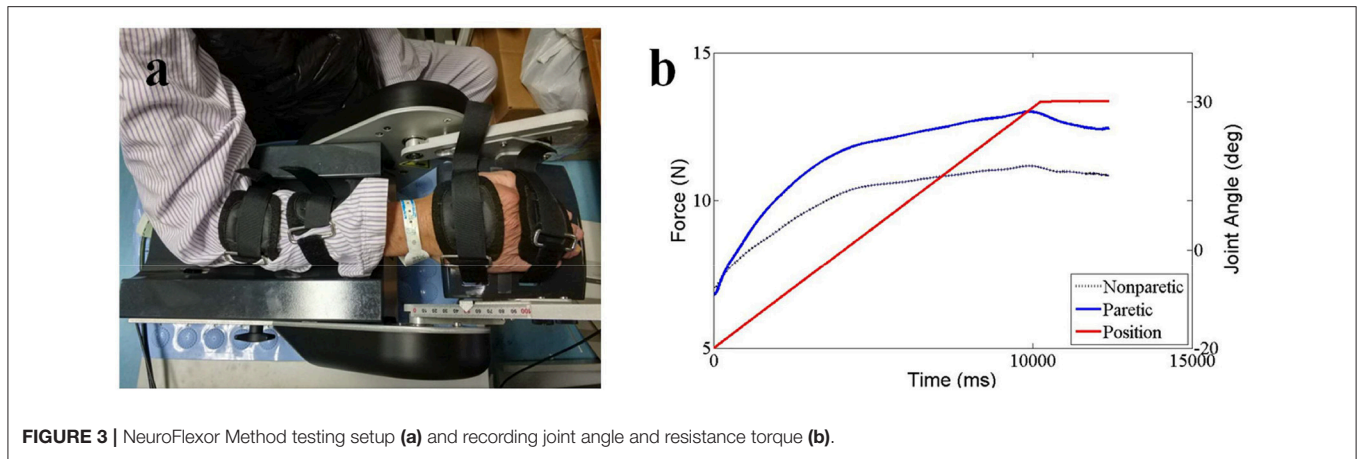 a
b
15
10
5
Force (N)
30
0
-20
Joint Angle (deg)
Nonparetic
Paretic
Position
0
10000
15000
Time (ms)
FIGURE 3 | NeuroFlexor Method testing setup (a) and recording joint angle and resistance torque (b).